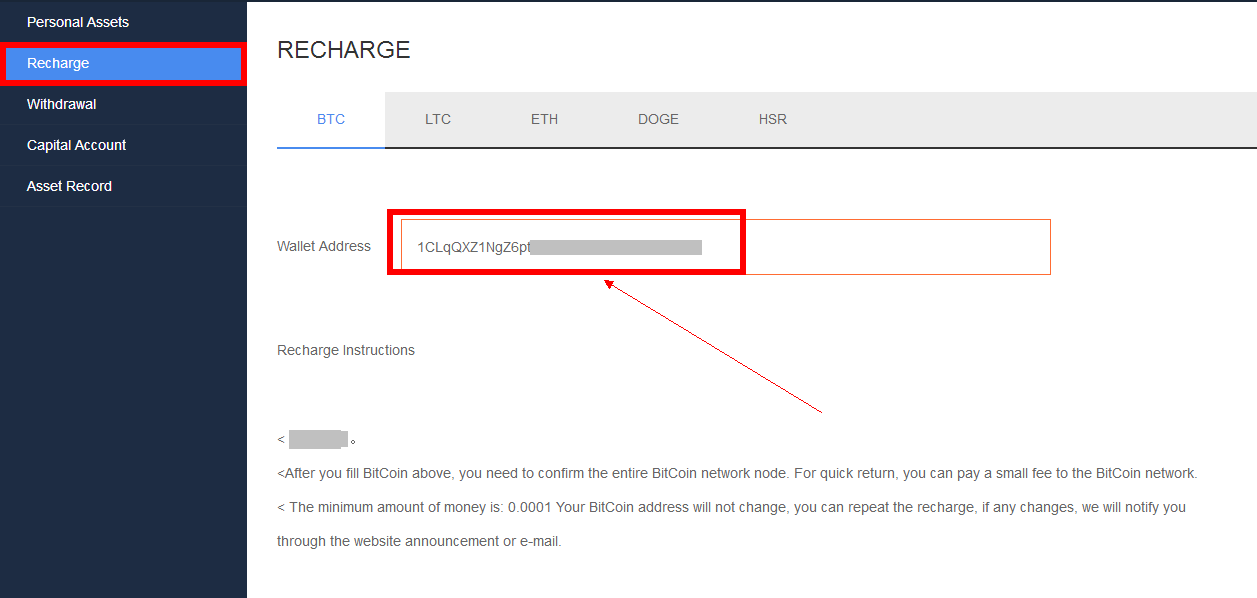 Personal Assets
Recharge
Withdrawal
Capital Account
Asset Record
RECHARGE
BTC LTC ETH DOGE HSR
Wallet Address 1CLqQXZ1NgZ6pt
Recharge Instructions
< 。
<After you fill BitCoin above, you need to confirm the entire BitCoin network node. For quick return, you can pay a small fee to the BitCoin network.
< The minimum amount of money is: 0.0001 Your BitCoin address will not change, you can repeat the recharge, if any changes, we will notify you
through the website announcement or e-mail.